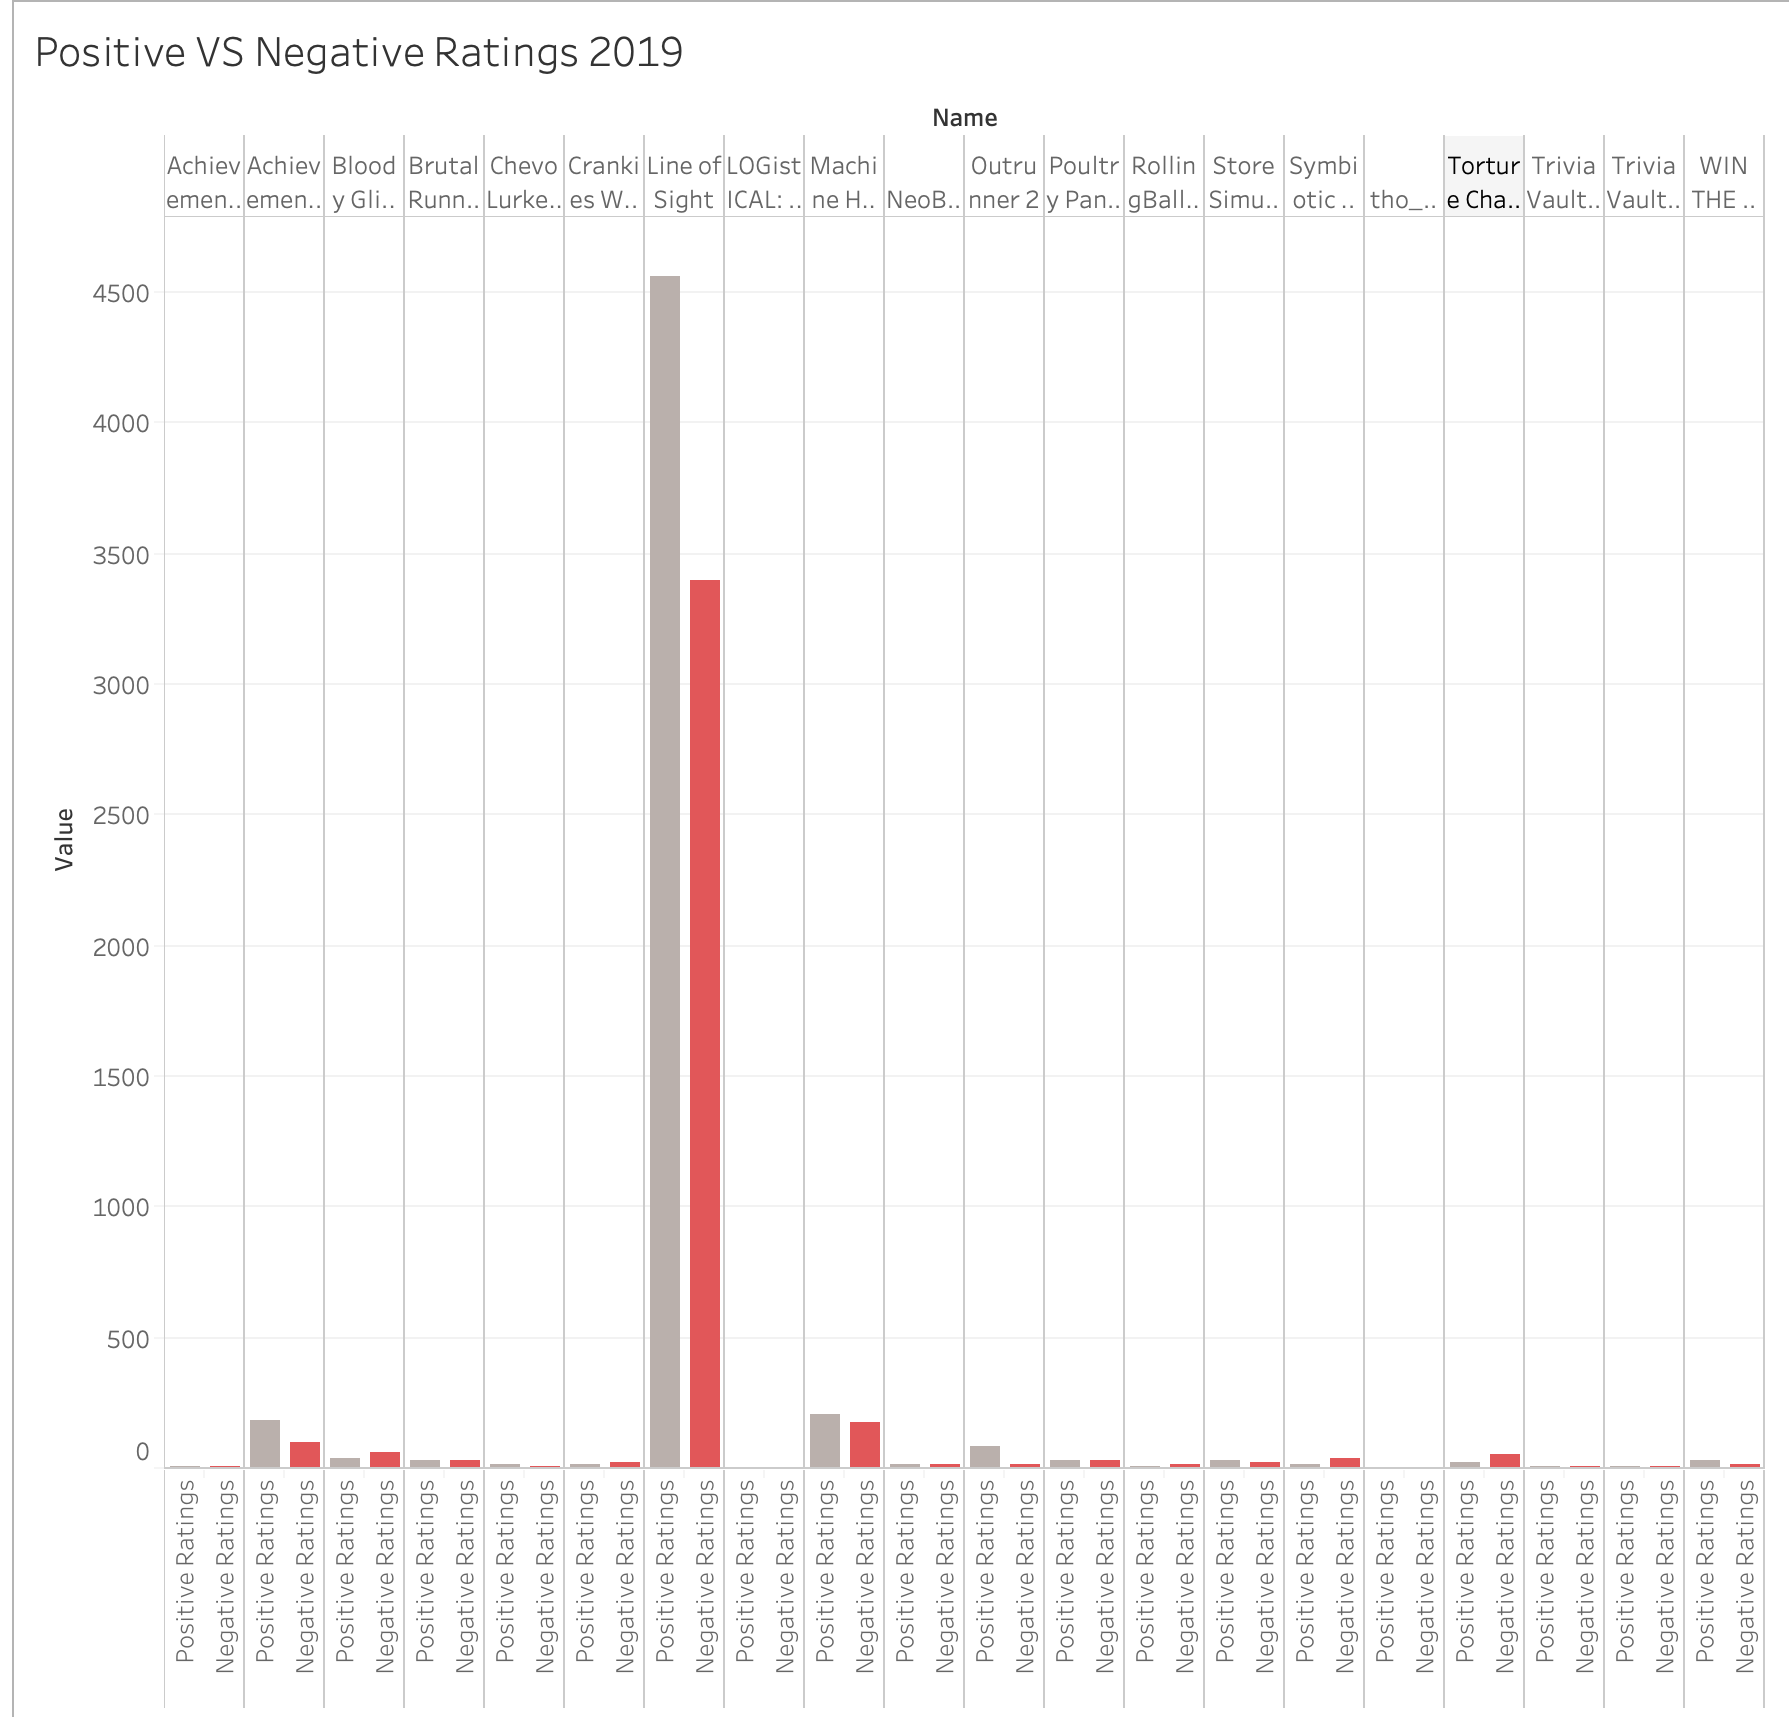 Positive VS Negative Ratings 2019
Name
Achiev
emen..
Achiev
emen..
Blood
y Gli..
Brutal
Runn..
Chevo
Lurke..
Cranki
es W..
Line of
Sight
LOGist
ICAL: ..
Machi
ne H..
NeoB..
Outru
nner 2
Poultr
y Pan..
Rollin
gBall..
Store
Simu..
Symbi
otic ..
tho_..
Tortur
e Cha..
Trivia
Vault..
Trivia
Vault..
WIN
THE ..
Value
4500
4000
3500
3000
2500
2000
1500
1000
500
0
Positive Ratings
Negative Ratings
Positive Ratings
Negative Ratings
Positive Ratings
Negative Ratings
Positive Ratings
Negative Ratings
Positive Ratings
Negative Ratings
Positive Ratings
Negative Ratings
Positive Ratings
Negative Ratings
Positive Ratings
Negative Ratings
Positive Ratings
Negative Ratings
Positive Ratings
Negative Ratings
Positive Ratings
Negative Ratings
Positive Ratings
Negative Ratings
Positive Ratings
Negative Ratings
Positive Ratings
Negative Ratings
Positive Ratings
Negative Ratings
Positive Ratings
Negative Ratings
Positive Ratings
Negative Ratings
Positive Ratings
Negative Ratings
Positive Ratings
Negative Ratings
Positive Ratings
Negative Ratings